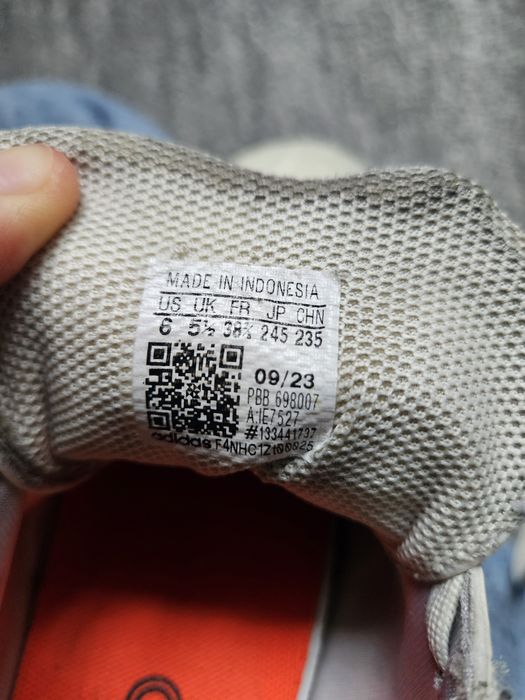 MADE IN INDONESIA
US UK FR JP CHN
6 5½ 38⅔ 245 235
09/23
PBB 698007
A:IE7527
#133441737
adidas F4NHC1Zt00825